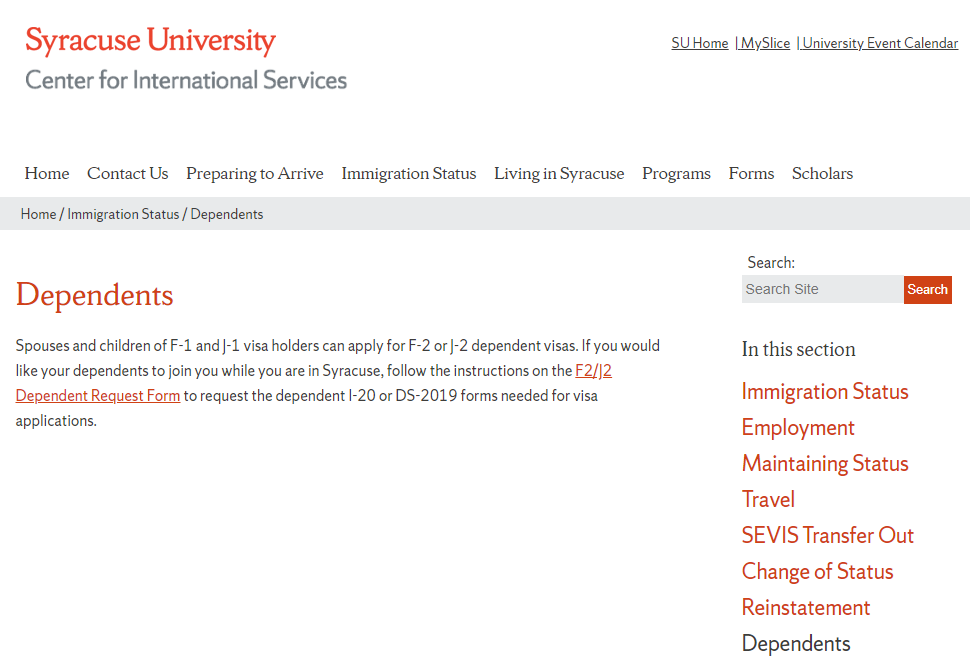 Syracuse University
Center for International Services
SU Home | MySlice | University Event Calendar
Home Contact Us Preparing to Arrive Immigration Status Living in Syracuse Programs Forms Scholars
Home / Immigration Status / Dependents
Dependents
Spouses and children of F-1 and J-1 visa holders can apply for F-2 or J-2 dependent visas. If you would
like your dependents to join you while you are in Syracuse, follow the instructions on the F2/J2
Dependent Request Form to request the dependent I-20 or DS-2019 forms needed for visa
applications.
Search:
Search Site Search
In this section
Immigration Status
Employment
Maintaining Status
Travel
SEVIS Transfer Out
Change of Status
Reinstatement
Dependents